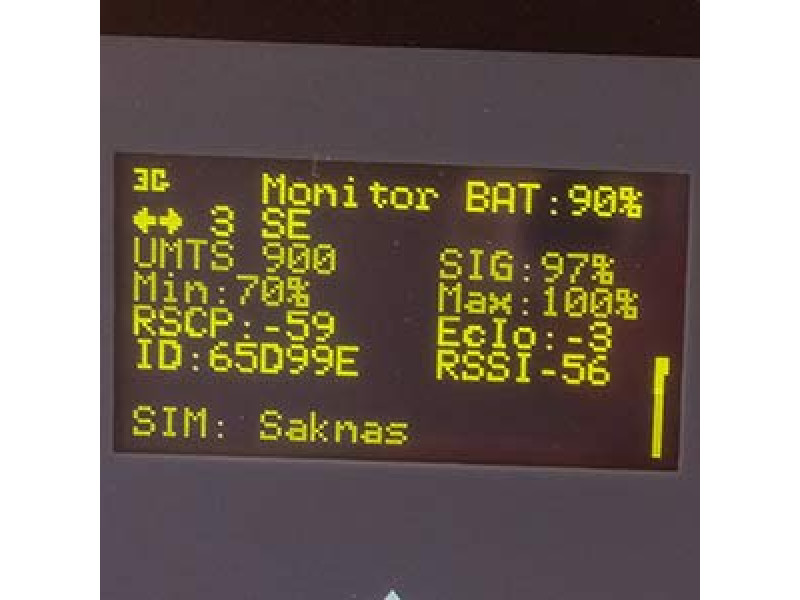 3G Monitor BAT:90%
↔ 3 SE
UMTS 900 SIG:97%
Min:70% Max:100%
RSCP:-59 EcIo:-3
ID:65D99E RSSI-56
SIM: Saknas